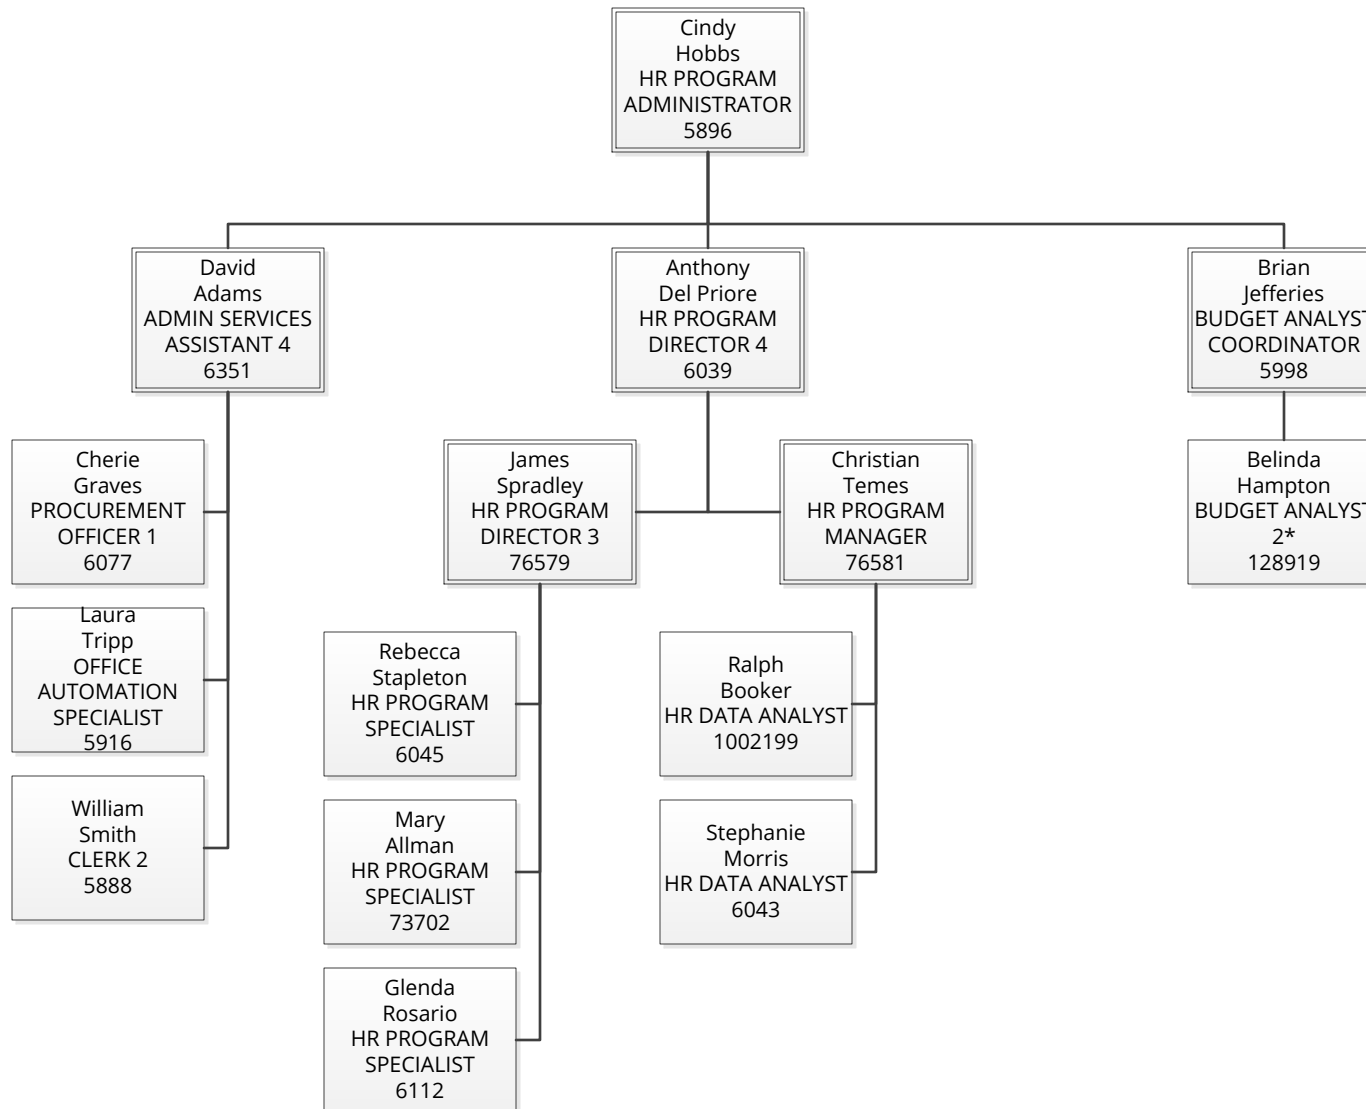 Cindy
Hobbs
HR PROGRAM
ADMINISTRATOR
5896
David
Adams
ADMIN SERVICES
ASSISTANT 4
6351
Anthony
Del Priore
HR PROGRAM
DIRECTOR 4
6039
Brian
Jefferies
BUDGET ANALYST
COORDINATOR
5998
Cherie
Graves
PROCUREMENT
OFFICER 1
6077
James
Spradley
HR PROGRAM
DIRECTOR 3
76579
Christian
Temes
HR PROGRAM
MANAGER
76581
Belinda
Hampton
BUDGET ANALYST
2*
128919
Laura
Tripp
OFFICE
AUTOMATION
SPECIALIST
5916
Rebecca
Stapleton
HR PROGRAM
SPECIALIST
6045
Ralph
Booker
HR DATA ANALYST
1002199
William
Smith
CLERK 2
5888
Mary
Allman
HR PROGRAM
SPECIALIST
73702
Stephanie
Morris
HR DATA ANALYST
6043
Glenda
Rosario
HR PROGRAM
SPECIALIST
6112